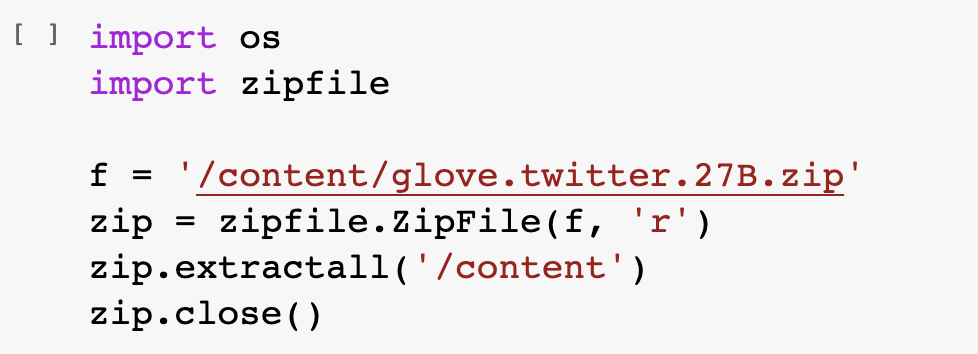 [ ] import os
import zipfile
f = '/content/glove.twitter.27B.zip'
zip = zipfile.ZipFile(f, 'r')
zip.extractall('/content')
zip.close()